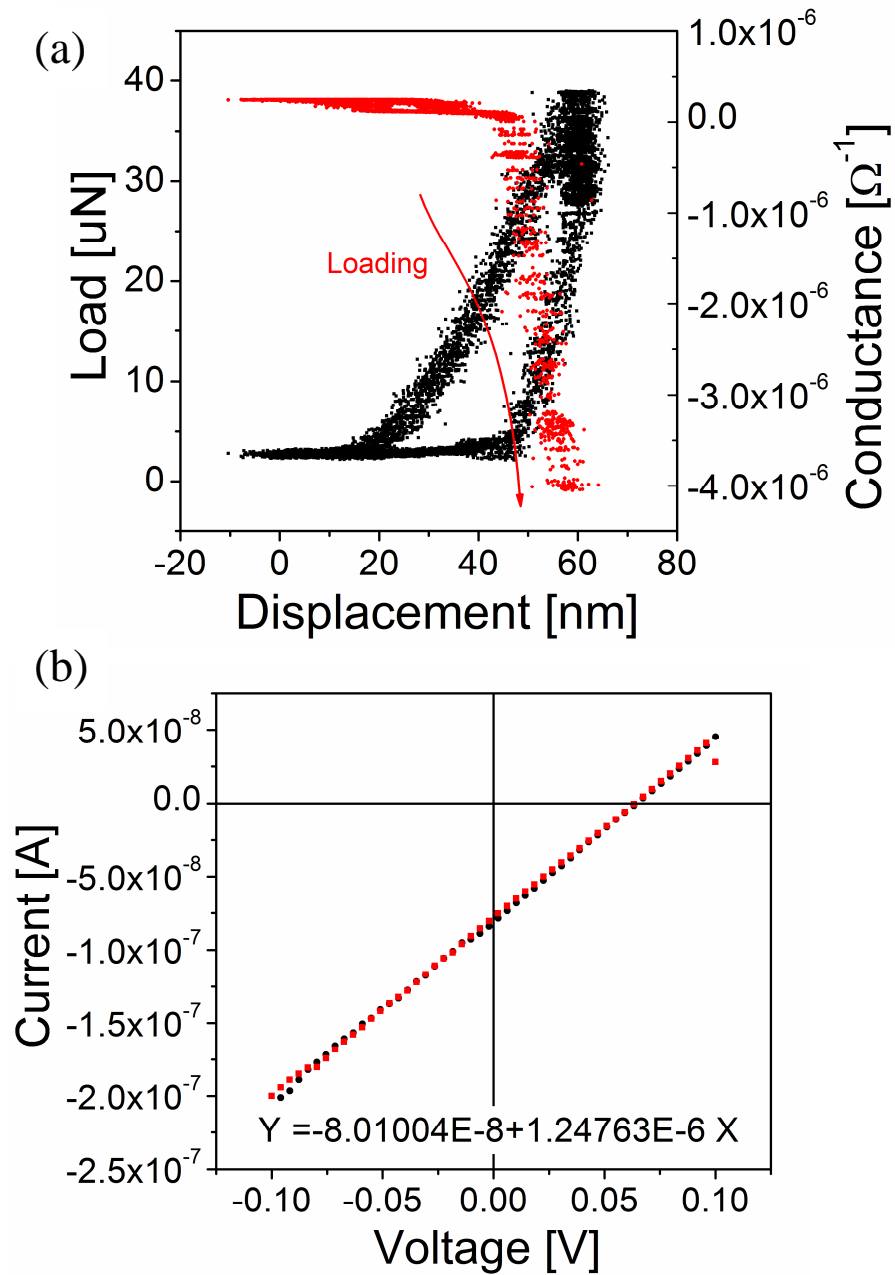 (a)
Load [uN]
40
30
20
10
0
Loading
1.0x10⁻⁶
0.0
-1.0x10⁻⁶
-2.0x10⁻⁶
-3.0x10⁻⁶
-4.0x10⁻⁶
Conductance [Ω⁻¹]
-20 0 20 40 60 80
Displacement [nm]
(b)
Current [A]
5.0x10⁻⁸
0.0
-5.0x10⁻⁸
-1.0x10⁻⁷
-1.5x10⁻⁷
-2.0x10⁻⁷
-2.5x10⁻⁷
Y =-8.01004E-8+1.24763E-6 X
-0.10 -0.05 0.00 0.05 0.10
Voltage [V]